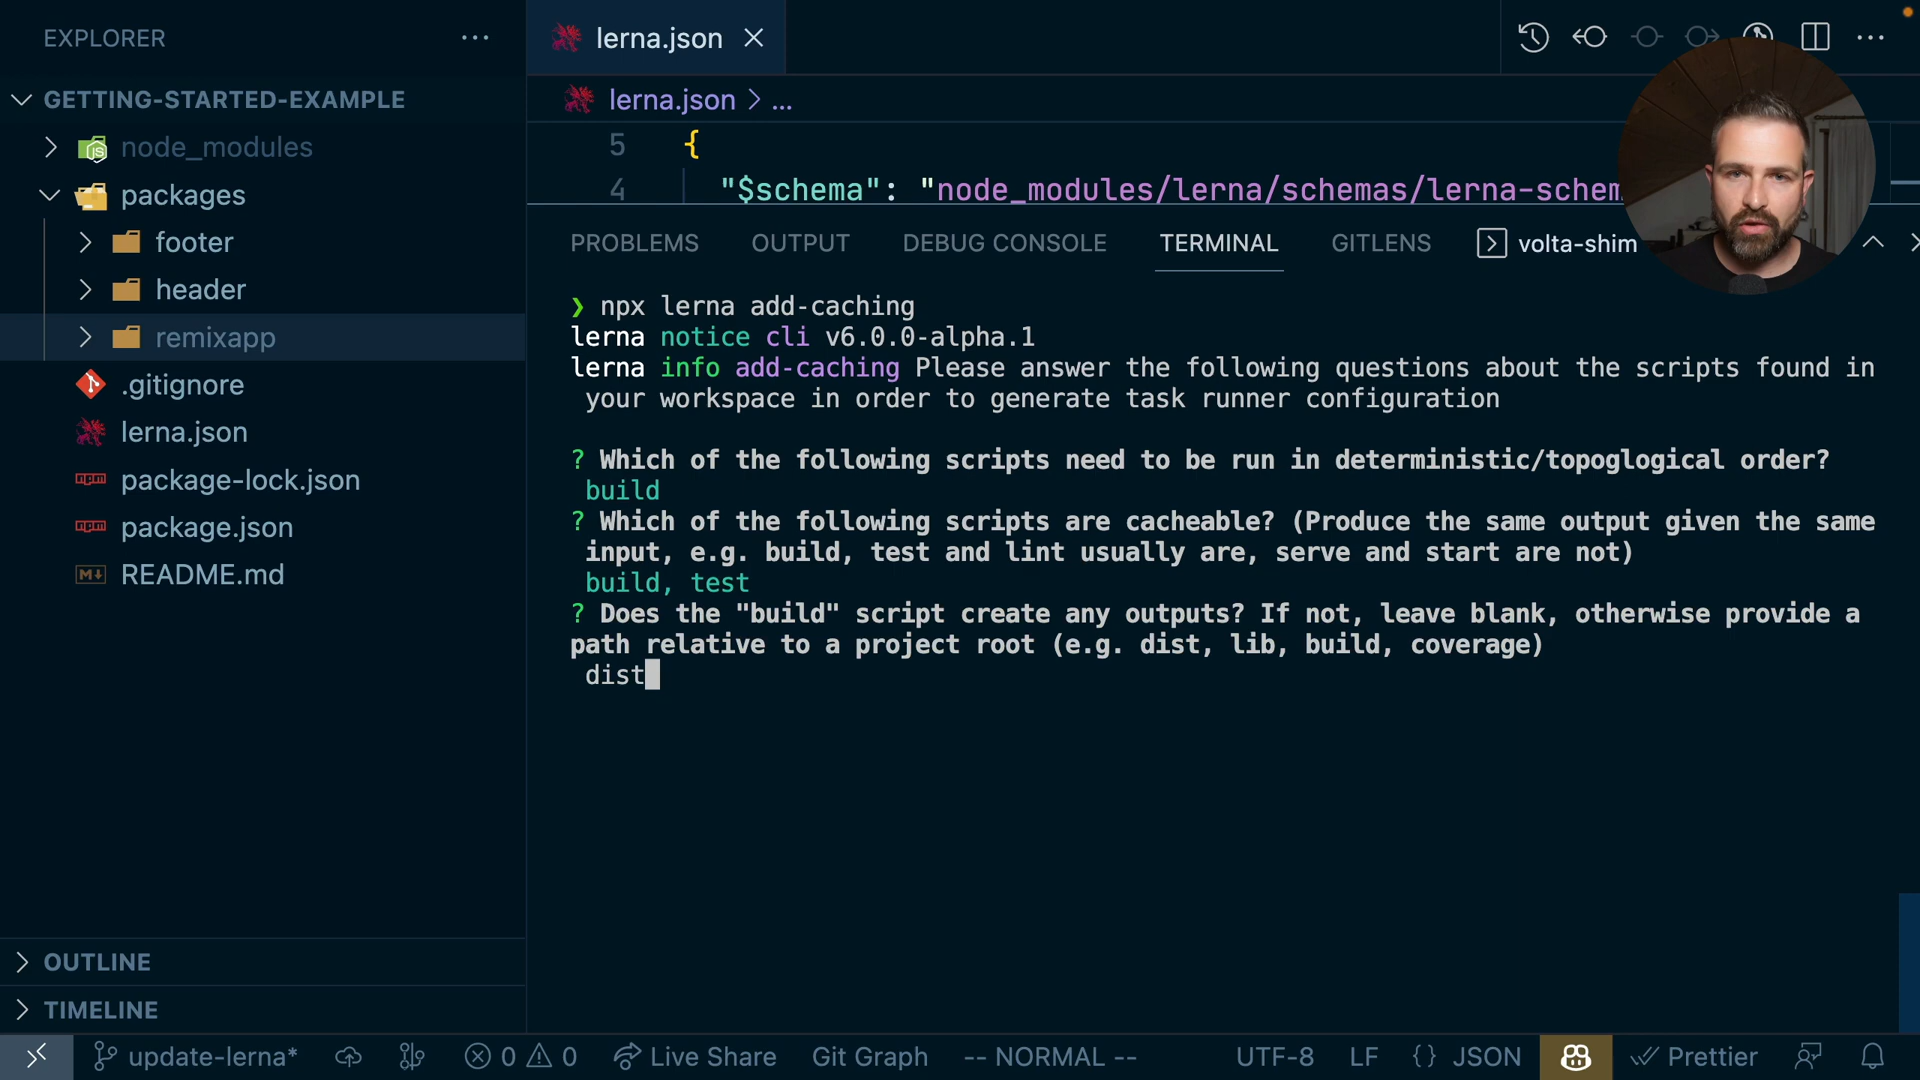 EXPLORER
GETTING-STARTED-EXAMPLE
node_modules
packages
footer
header
remixapp
.gitignore
lerna.json
package-lock.json
package.json
README.md
OUTLINE
TIMELINE
lerna.json
lerna.json > ...
5 {
4 "$schema": "node_modules/lerna/schemas/lerna-schem
PROBLEMS OUTPUT DEBUG CONSOLE TERMINAL GITLENS volta-shim
❯ npx lerna add-caching
lerna notice cli v6.0.0-alpha.1
lerna info add-caching Please answer the following questions about the scripts found in
your workspace in order to generate task runner configuration
? Which of the following scripts need to be run in deterministic/topoglogical order?
build
? Which of the following scripts are cacheable? (Produce the same output given the same
input, e.g. build, test and lint usually are, serve and start are not)
build, test
? Does the "build" script create any outputs? If not, leave blank, otherwise provide a
path relative to a project root (e.g. dist, lib, build, coverage)
dist
update-lerna* 0 0 Live Share Git Graph -- NORMAL -- UTF-8 LF {} JSON Prettier